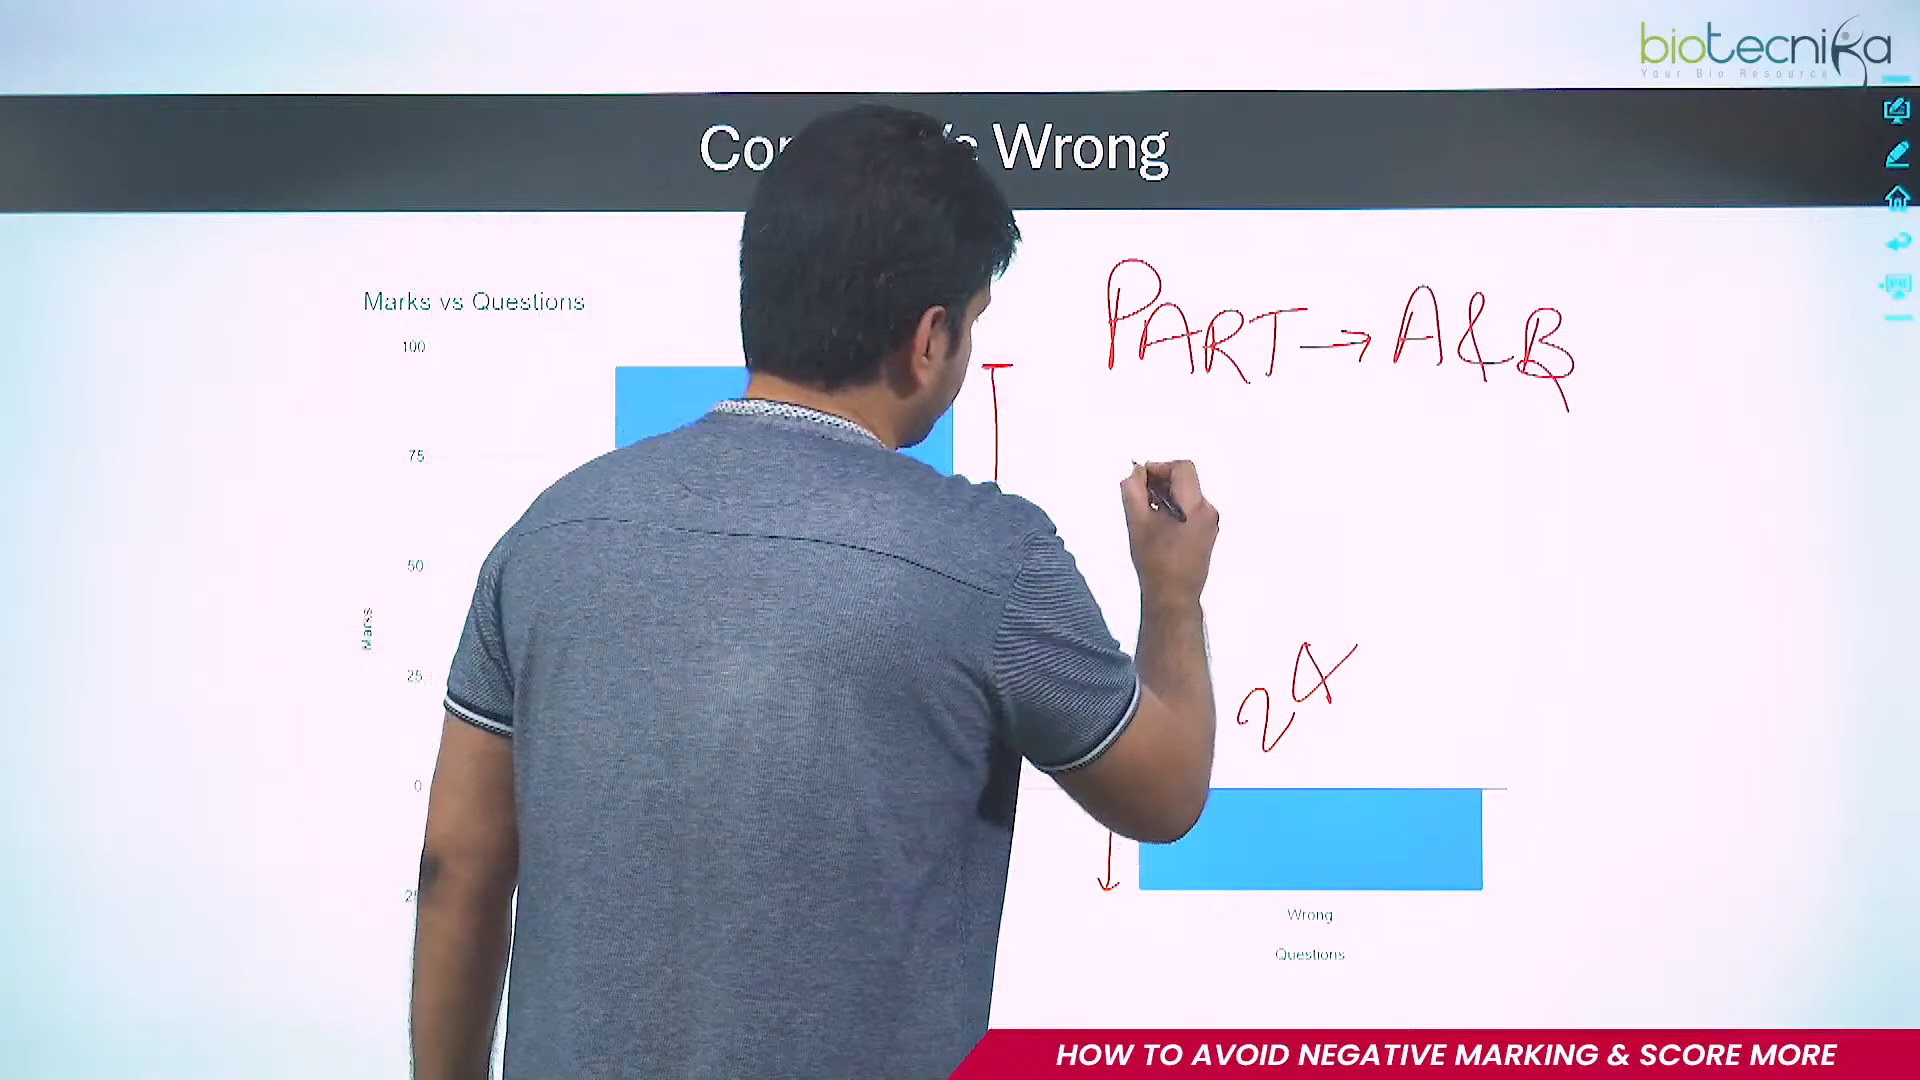 biotecnika
Your Bio Resource
Wrong
Marks vs Questions
100
PART → A & B
75
50
Marks
25
24
0
25
Wrong
Questions
HOW TO AVOID NEGATIVE MARKING & SCORE MORE